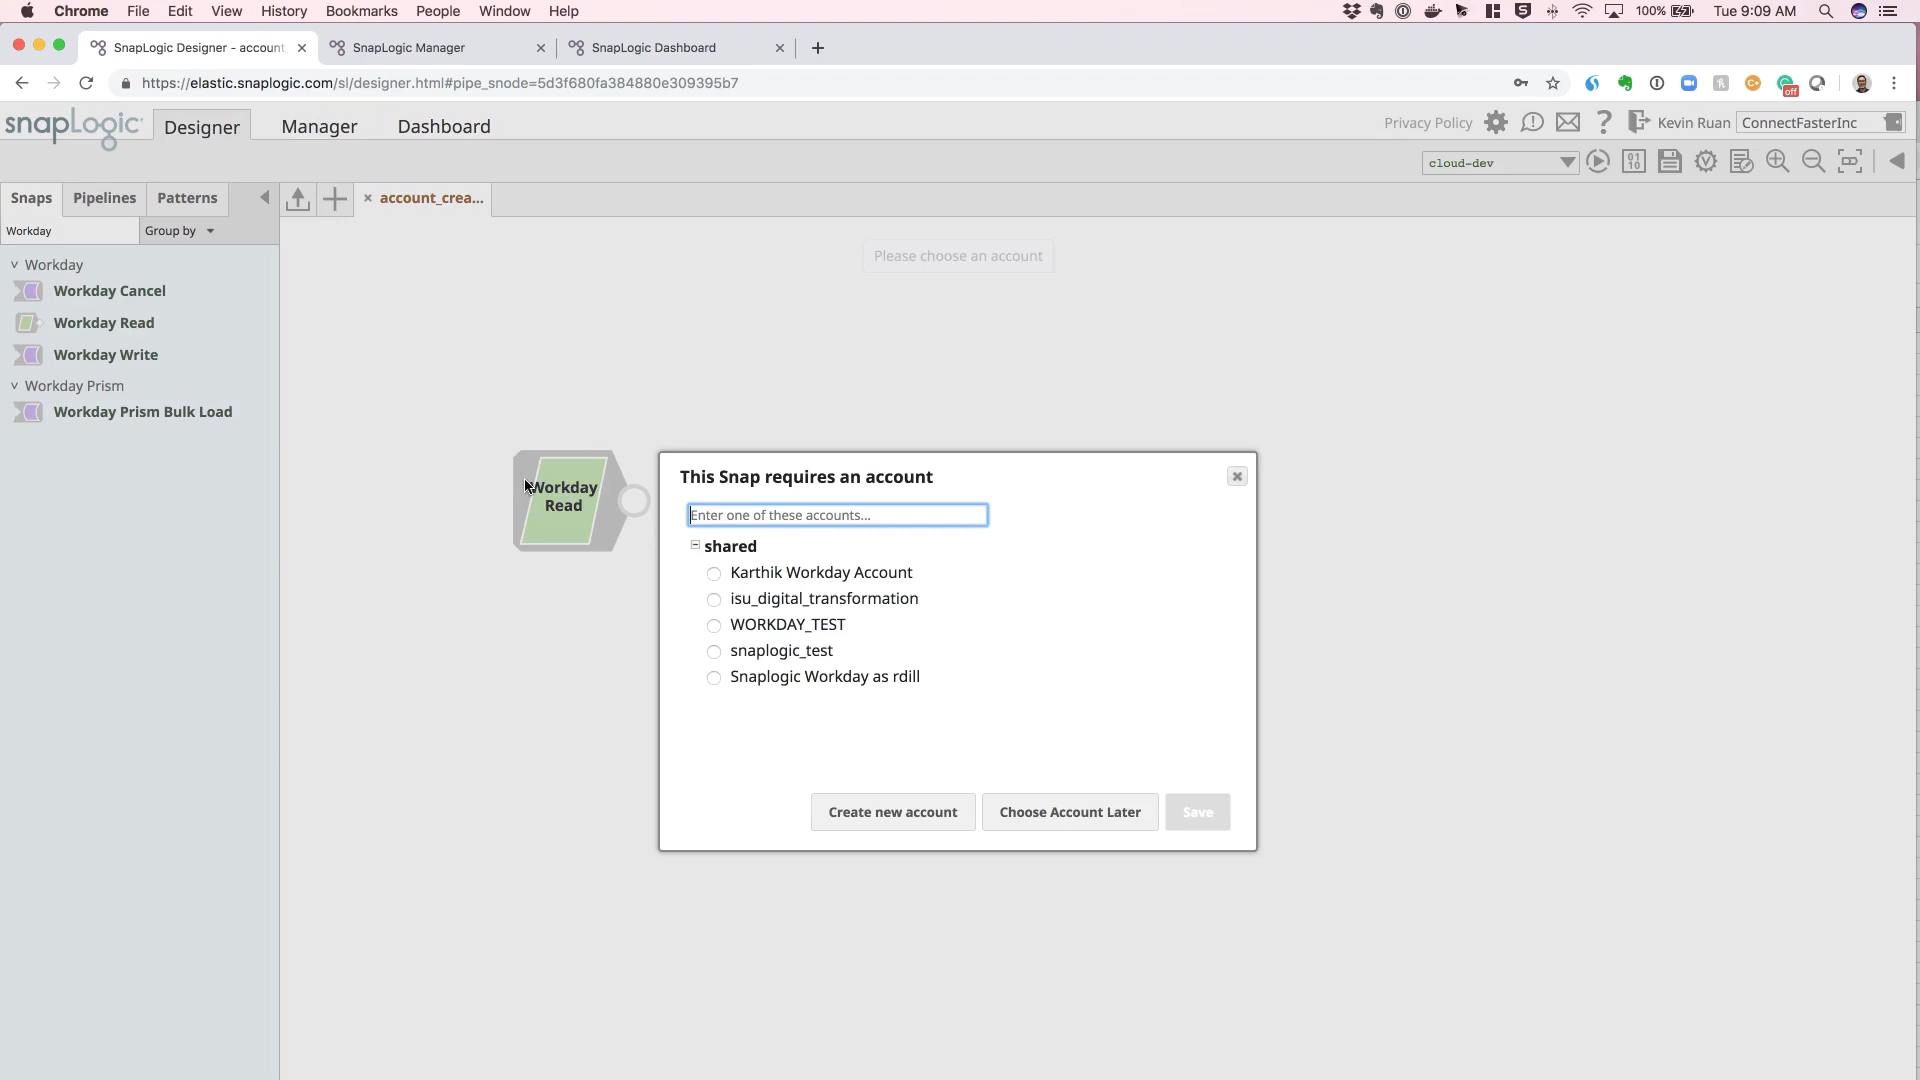 Chrome File Edit View History Bookmarks People Window Help 100% Tue 9:09 AM
SnapLogic Designer - account SnapLogic Manager SnapLogic Dashboard
https://elastic.snaplogic.com/sl/designer.html#pipe_snode=5d3f680fa384880e309395b7
off
snapLogic Designer Manager Dashboard Privacy Policy Kevin Ruan ConnectFasterInc
cloud-dev
Snaps Pipelines Patterns account_crea...
Workday Group by
Please choose an account
Workday
Workday Cancel
Workday Read
Workday Write
Workday Prism
Workday Prism Bulk Load
Workday
Read
This Snap requires an account
Enter one of these accounts...
shared
Karthik Workday Account
isu_digital_transformation
WORKDAY_TEST
snaplogic_test
Snaplogic Workday as rdill
Create new account Choose Account Later Save